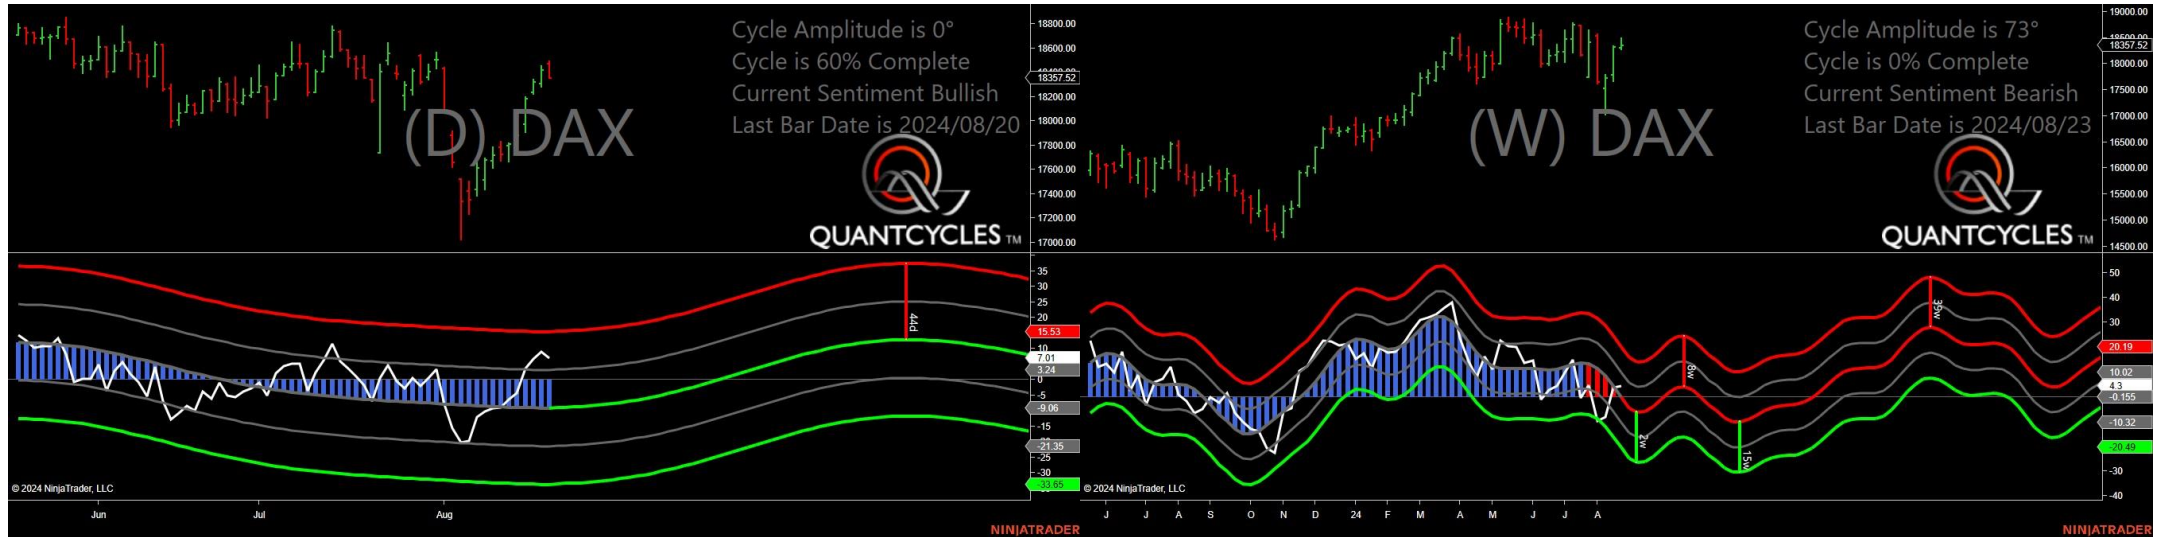 Cycle Amplitude is 0°
Cycle is 60% Complete
Current Sentiment Bullish
Last Bar Date is 2024/08/20
(D) DAX
QUANTCYCLES TM
18800.00
18600.00
18357.52
18200.00
18000.00
17800.00
17600.00
17400.00
17200.00
17000.00
44d
35
30
25
20
15.53
10
7.01
3.24
0
-5
-9.06
-15
-21.35
-25
-30
-33.65
© 2024 NinjaTrader, LLC
Jun
Jul
Aug
NINJATRADER
Cycle Amplitude is 73°
Cycle is 0% Complete
Current Sentiment Bearish
Last Bar Date is 2024/08/23
(W) DAX
QUANTCYCLES TM
19000.00
18357.52
18000.00
17500.00
17000.00
16500.00
16000.00
15500.00
15000.00
14500.00
2w
8w
15w
39w
50
40
30
20.19
10.02
4.3
-0.155
-10.32
-20.49
-30
-40
© 2024 NinjaTrader, LLC
J
J
A
S
O
N
D
24
F
M
A
M
J
J
A
NINJATRADER